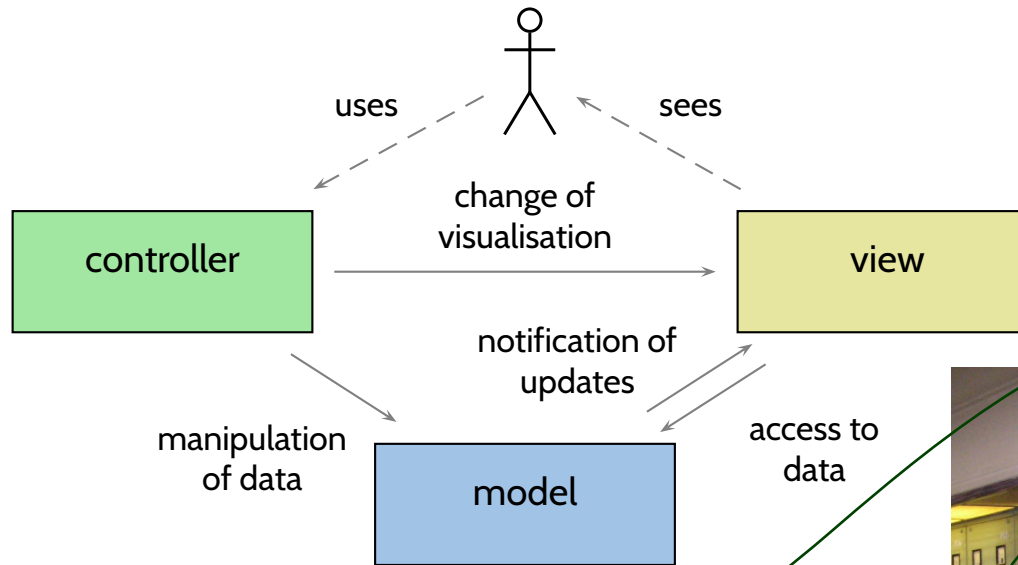 uses
sees
change of
visualisation
controller
view
notification of
updates
manipulation
of data
access to
data
model